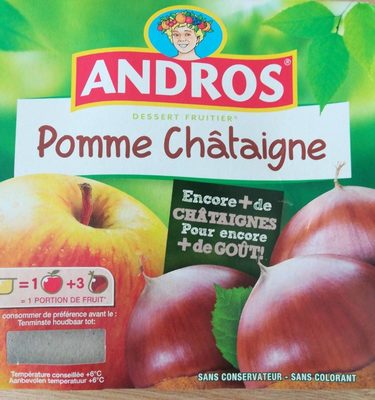 ANDROS®
DESSERT FRUITIER*
Pomme Châtaigne
Encore + de
CHÂTAIGNES
Pour encore
+ de GOÛT!
=1 +3
= 1 PORTION DE FRUIT*
consommer de préférence avant le :
Tenminste houdbaar tot:
Température conseillée +6°C
Aanbevolen temperatuur +6°C
SANS CONSERVATEUR - SANS COLORANT